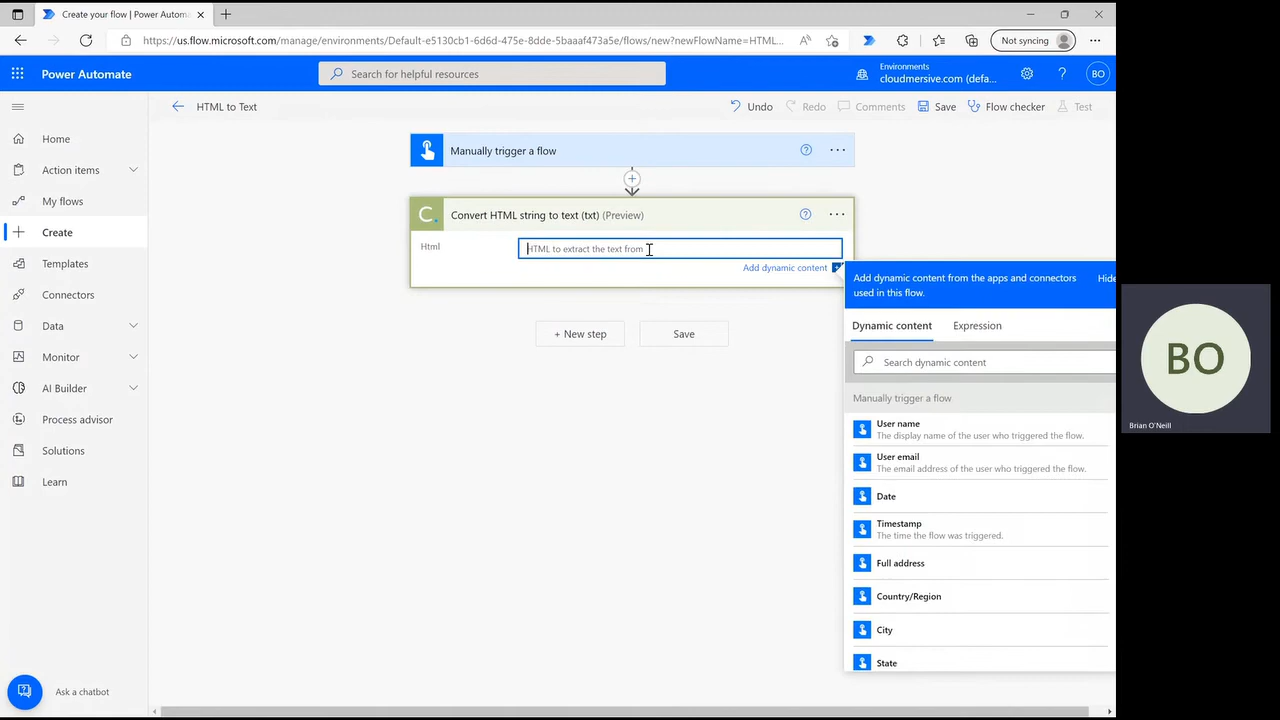 Create your flow | Power Automa
https://us.flow.microsoft.com/manage/environments/Default-e5130cb1-6d6d-475e-8dde-5baaaf473a5e/flows/new?newFlowName=HTML...
Not syncing
Power Automate
Search for helpful resources
Environments
cloudmersive.com (defa...
BO
HTML to Text
Undo
Redo
Comments
Save
Flow checker
Test
Home
Action items
My flows
Create
Templates
Connectors
Data
Monitor
AI Builder
Process advisor
Solutions
Learn
Ask a chatbot
Manually trigger a flow
C.
Convert HTML string to text (txt) (Preview)
Html
HTML to extract the text from
Add dynamic content
+ New step
Save
Add dynamic content from the apps and connectors
used in this flow.
Hide
Dynamic content
Expression
Search dynamic content
Manually trigger a flow
User name
The display name of the user who triggered the flow.
User email
The email address of the user who triggered the flow.
Date
Timestamp
The time the flow was triggered.
Full address
Country/Region
City
State
BO
Brian O'Neill